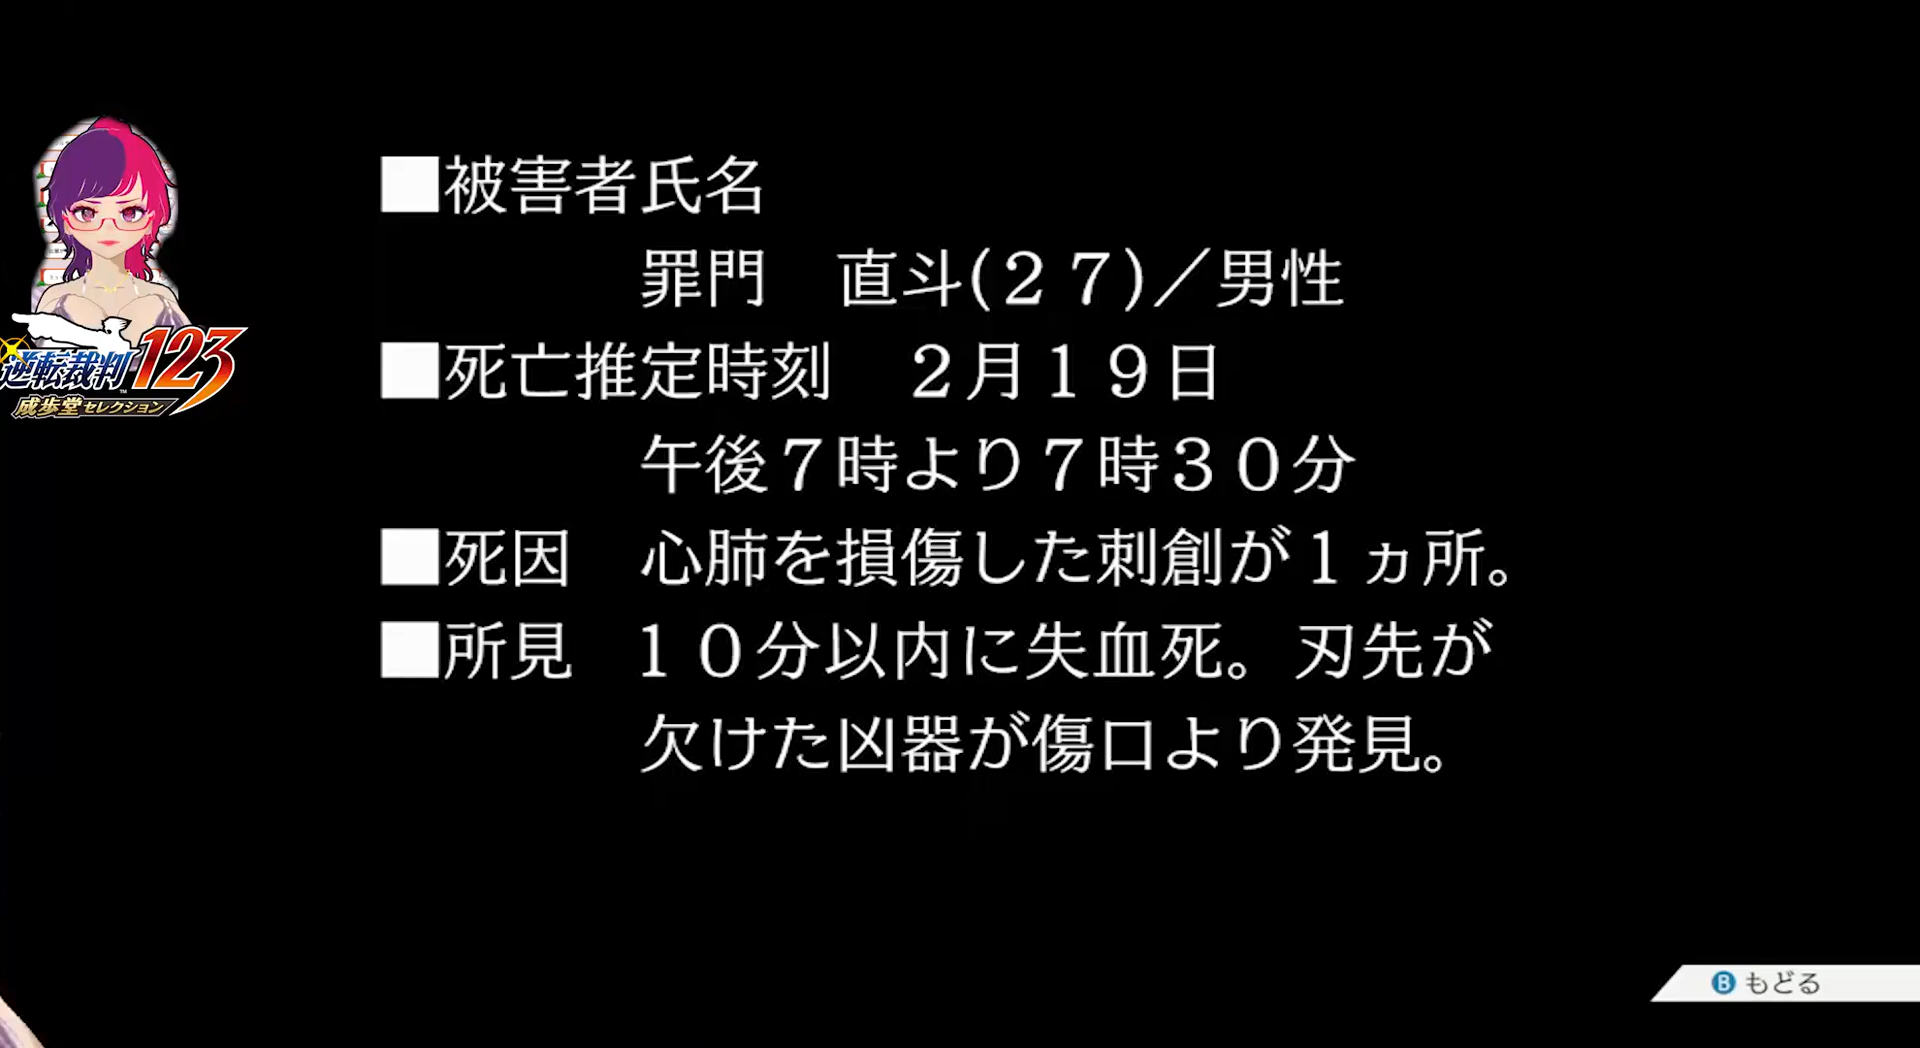 ■被害者氏名
罪門　直斗(２７)／男性
■死亡推定時刻　２月１９日
午後７時より７時３０分
■死因　心肺を損傷した刺創が１ヵ所。
■所見　１０分以内に失血死。刃先が
欠けた凶器が傷口より発見。
逆転裁判123
成歩堂セレクション
B もどる